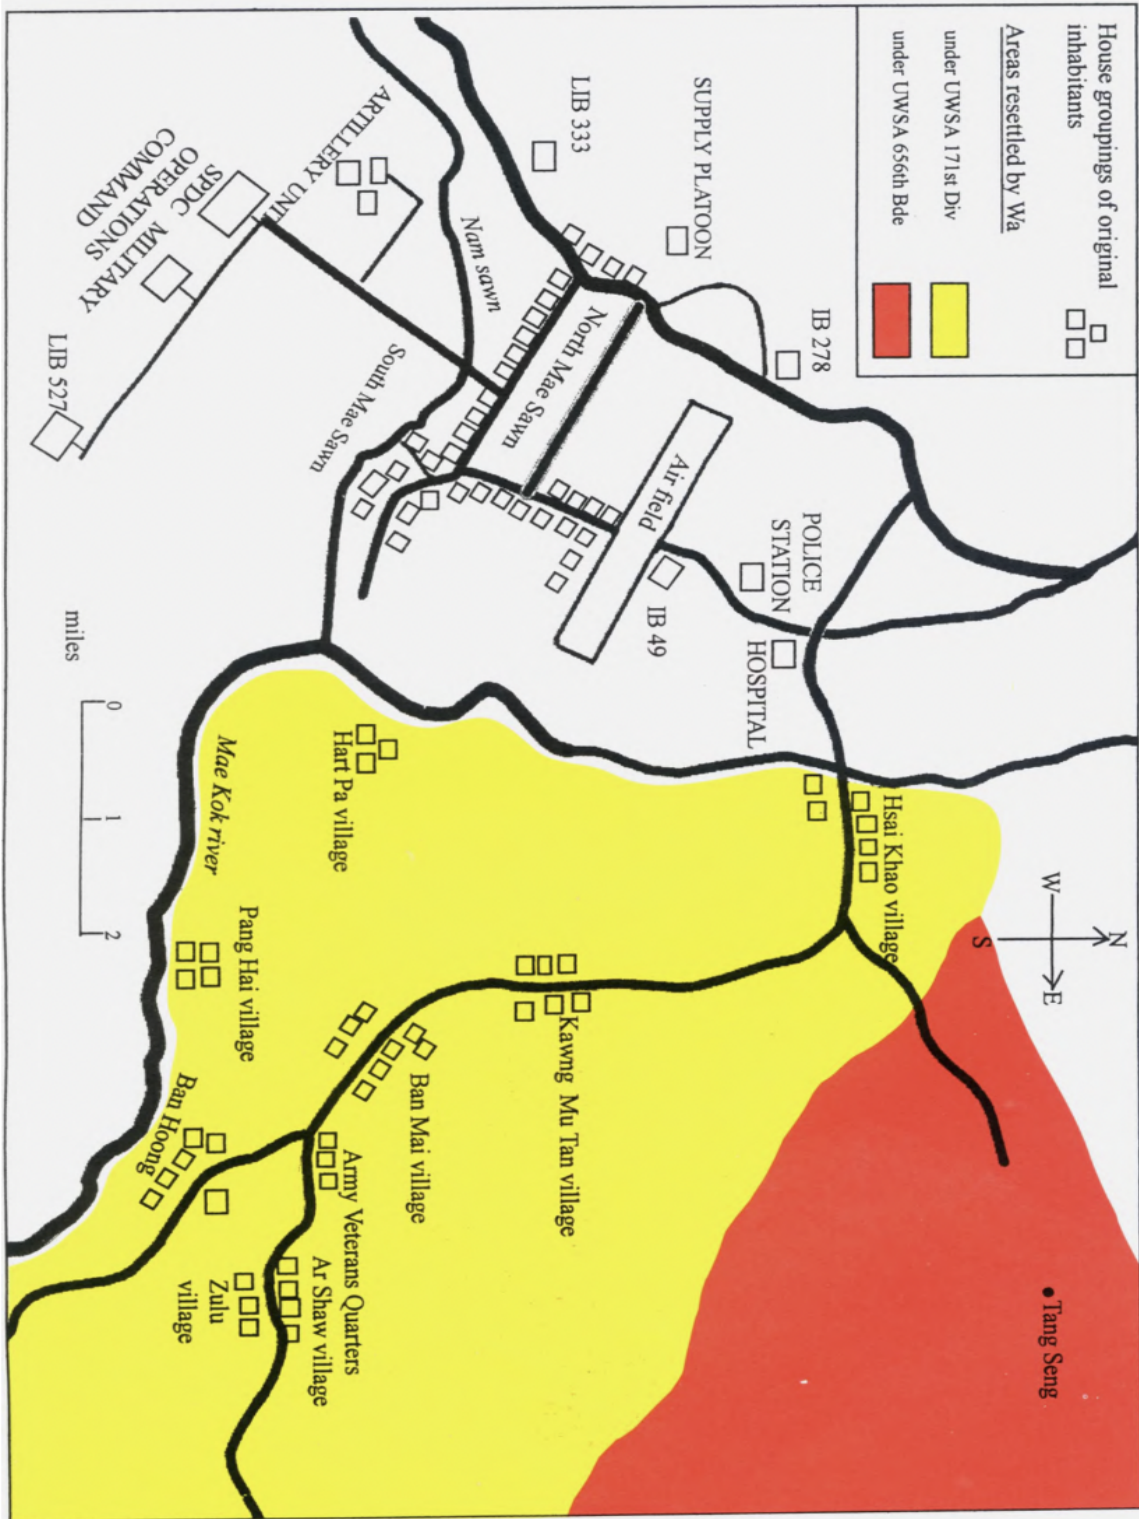 House groupings of original
inhabitants
Areas resettled by Wa
under UWSA 171st Div
under UWSA 656th Bde
N
W
E
S
Tang Seng
IB 278
SUPPLY PLATOON
LIB 333
POLICE
STATION
HOSPITAL
IB 49
Air field
North Mae Sawn
Nam sawn
South Mae Sawn
ARTILLERY UNI
SPDC MILITARY
OPERATIONS
COMMAND
LIB 527
Hsai Khao village
Kawng Mu Tan village
Hart Pa village
Ban Mai village
Army Veterans Quarters
Ar Shaw village
Zulu
village
Pang Hai village
Ban Hoong
Mae Kok river
miles
0
1
2